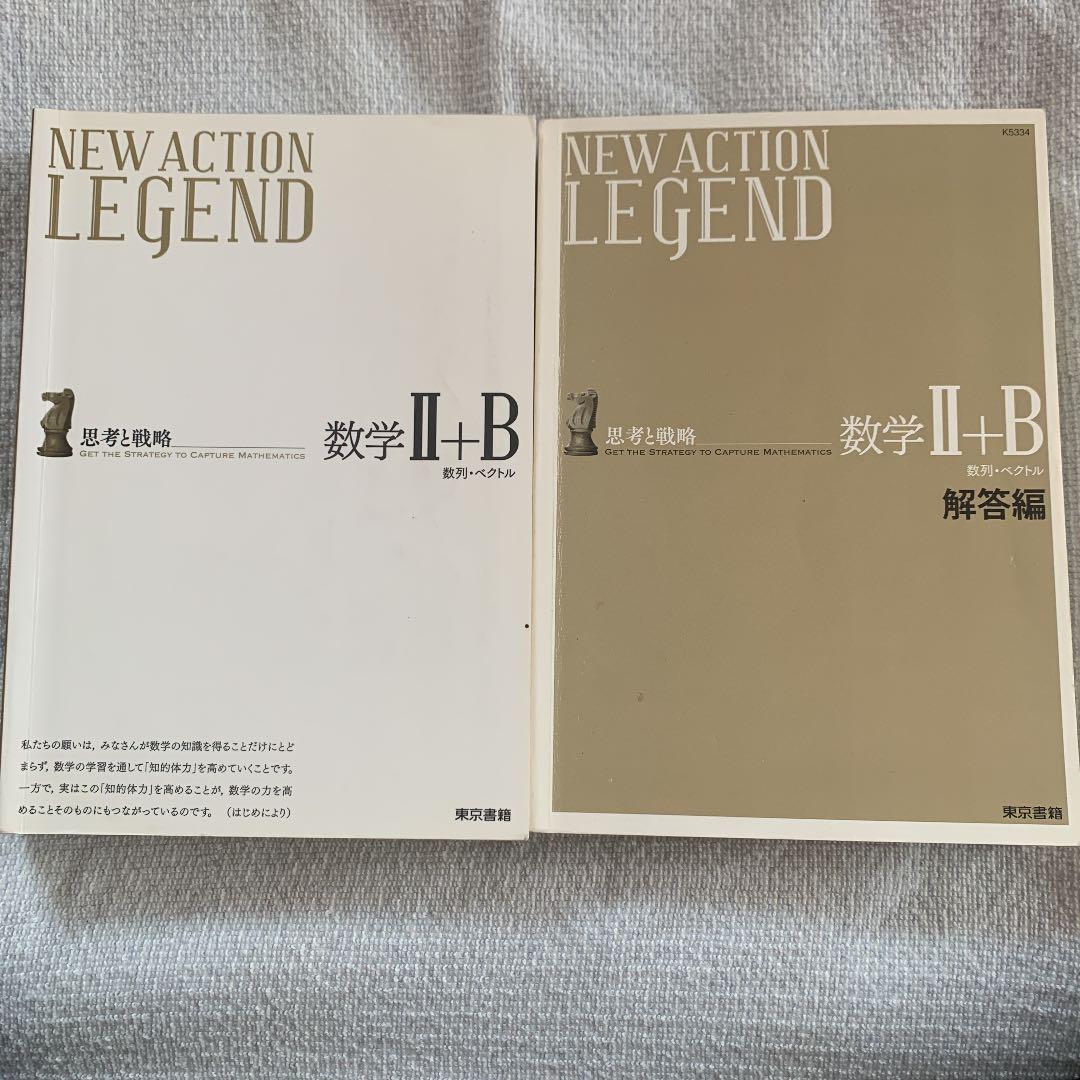 NEW ACTION
LEGEND
思考と戦略
GET THE STRATEGY TO CAPTURE MATHEMATICS
数学Ⅱ+B
数列・ベクトル
私たちの願いは，みなさんが数学の知識を得ることだけにとど
まらず，数学の学習を通して「知的体力」を高めていくことです。
一方で，実はこの「知的体力」を高めることが，数学の力を高
めることそのものにもつながっているのです。（はじめにより）
東京書籍
K5334
NEW ACTION
LEGEND
思考と戦略
GET THE STRATEGY TO CAPTURE MATHEMATICS
数学Ⅱ+B
数列・ベクトル
解答編
東京書籍